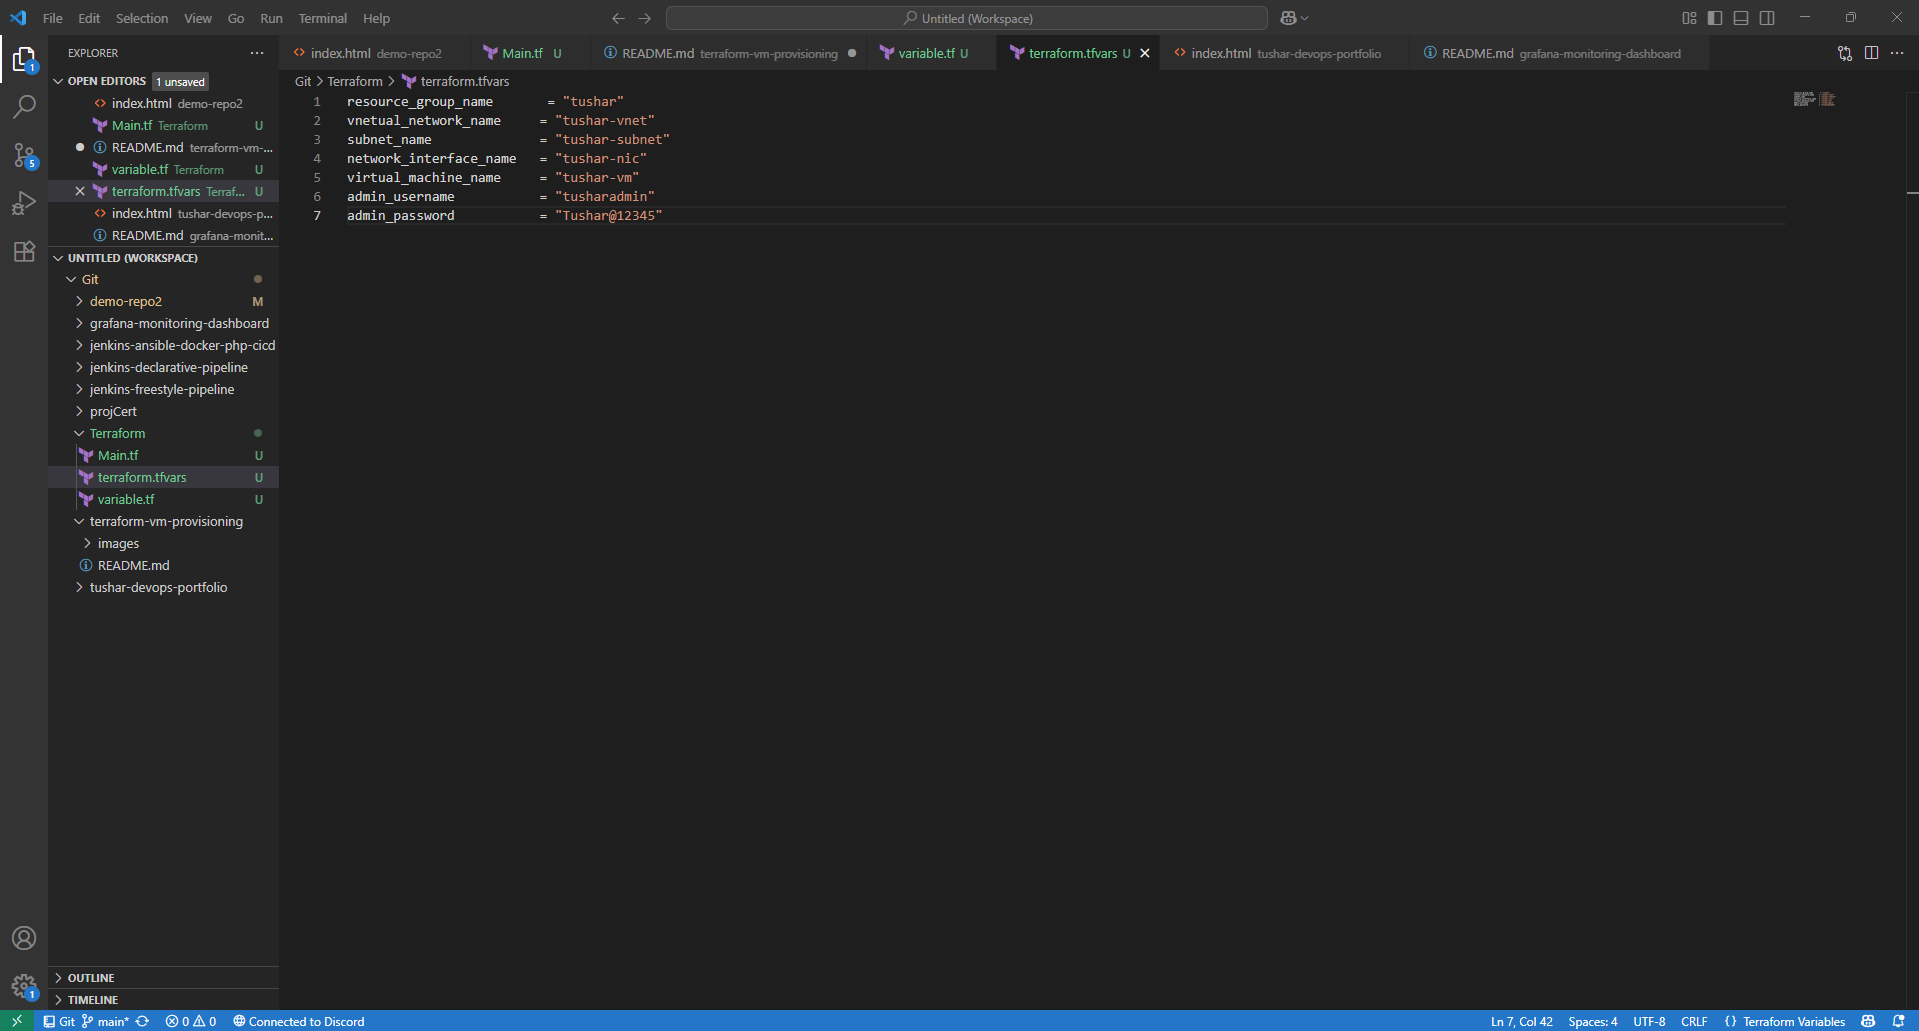 File Edit Selection View Go Run Terminal Help
Untitled (Workspace)
EXPLORER
index.html demo-repo2
Main.tf U
README.md terraform-vm-provisioning
variable.tf U
terraform.tfvars U
index.html tushar-devops-portfolio
README.md grafana-monitoring-dashboard
OPEN EDITORS 1 unsaved
index.html demo-repo2
Main.tf Terraform U
README.md terraform-vm-...
variable.tf Terraform U
terraform.tfvars Terraf... U
index.html tushar-devops-p...
README.md grafana-monit...
UNTITLED (WORKSPACE)
Git
demo-repo2 M
grafana-monitoring-dashboard
jenkins-ansible-docker-php-cicd
jenkins-declarative-pipeline
jenkins-freestyle-pipeline
projCert
Terraform
Main.tf U
terraform.tfvars U
variable.tf U
terraform-vm-provisioning
images
README.md
tushar-devops-portfolio
OUTLINE
TIMELINE
Git > Terraform > terraform.tfvars
1 resource_group_name = "tushar"
2 vnetual_network_name = "tushar-vnet"
3 subnet_name = "tushar-subnet"
4 network_interface_name = "tushar-nic"
5 virtual_machine_name = "tushar-vm"
6 admin_username = "tusharadmin"
7 admin_password = "Tushar@12345"
1
5
1
Git main* 0 0 Connected to Discord
Ln 7, Col 42 Spaces: 4 UTF-8 CRLF {} Terraform Variables